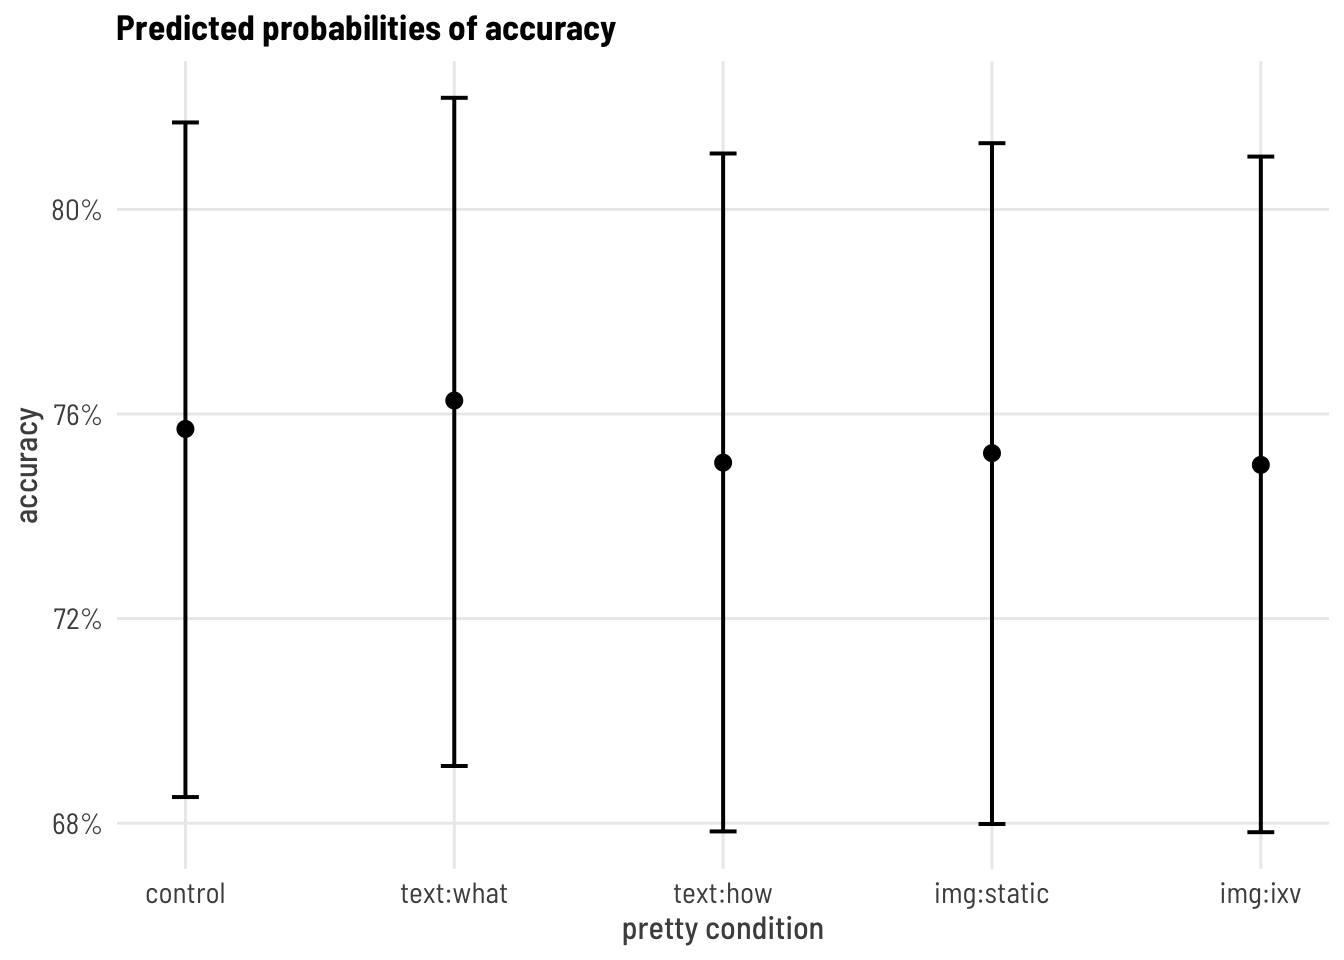 Predicted probabilities of accuracy
80%
76%
72%
68%
accuracy
control
text:what
text:how
img:static
img:ixv
pretty condition